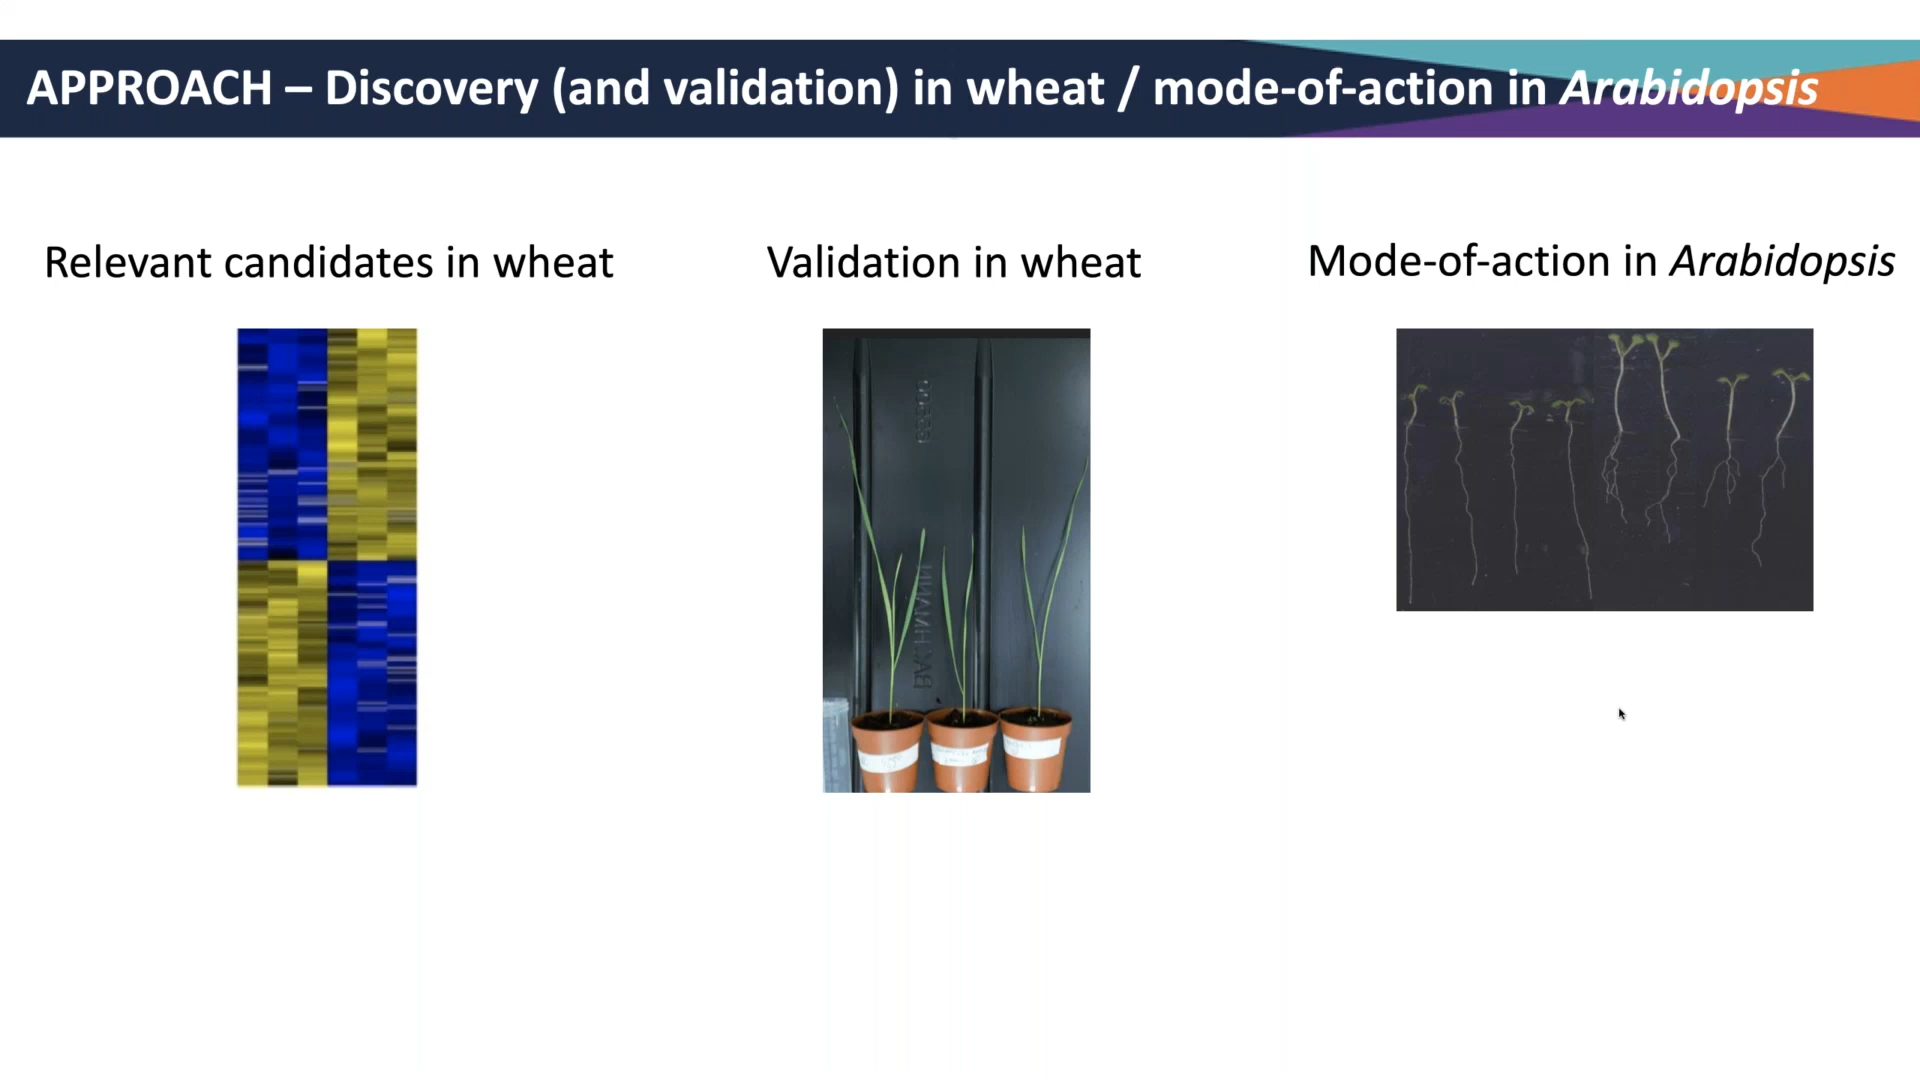 APPROACH – Discovery (and validation) in wheat / mode-of-action in Arabidopsis
Relevant candidates in wheat
Validation in wheat
Mode-of-action in Arabidopsis